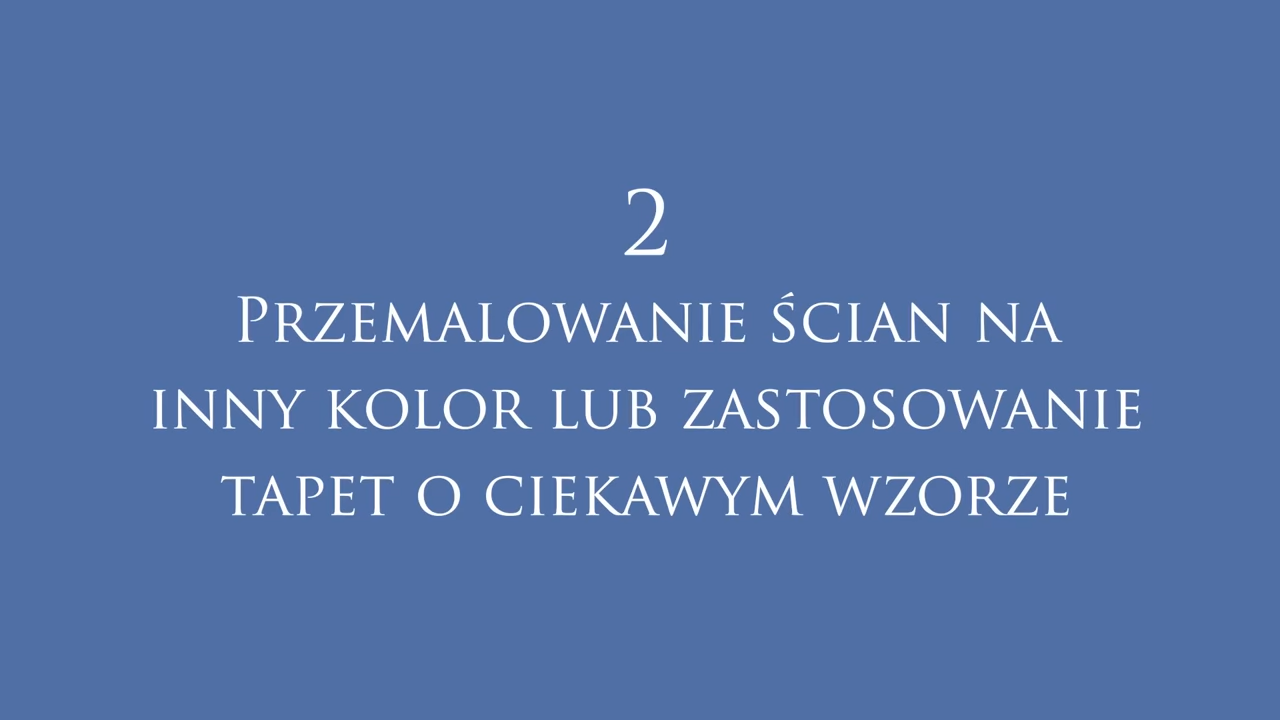 2
Przemalowanie ścian na
inny kolor lub zastosowanie
tapet o ciekawym wzorze